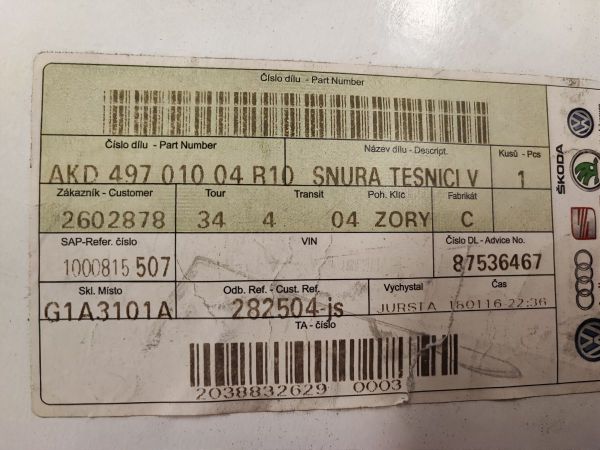 Číslo dílu - Part Number
Číslo dílu - Part Number Název dílu - Descript. Kusů - Pcs
AKD 497 010 04 R10 SNURA TESNICI V 1
Zákazník - Customer Tour Transit Poh. Klíc Fabrikát
2602878 34 4 04 ZORY C
SAP-Refer. číslo VIN Číslo DL - Advice No.
1000815 507 87536467
Skl. Místo Odb. Ref. - Cust. Ref. Vychystal Čas
G1A3101A 282504-js JURSTA 150116 22:36
TA - číslo
2038832629 0003
ŠKODA